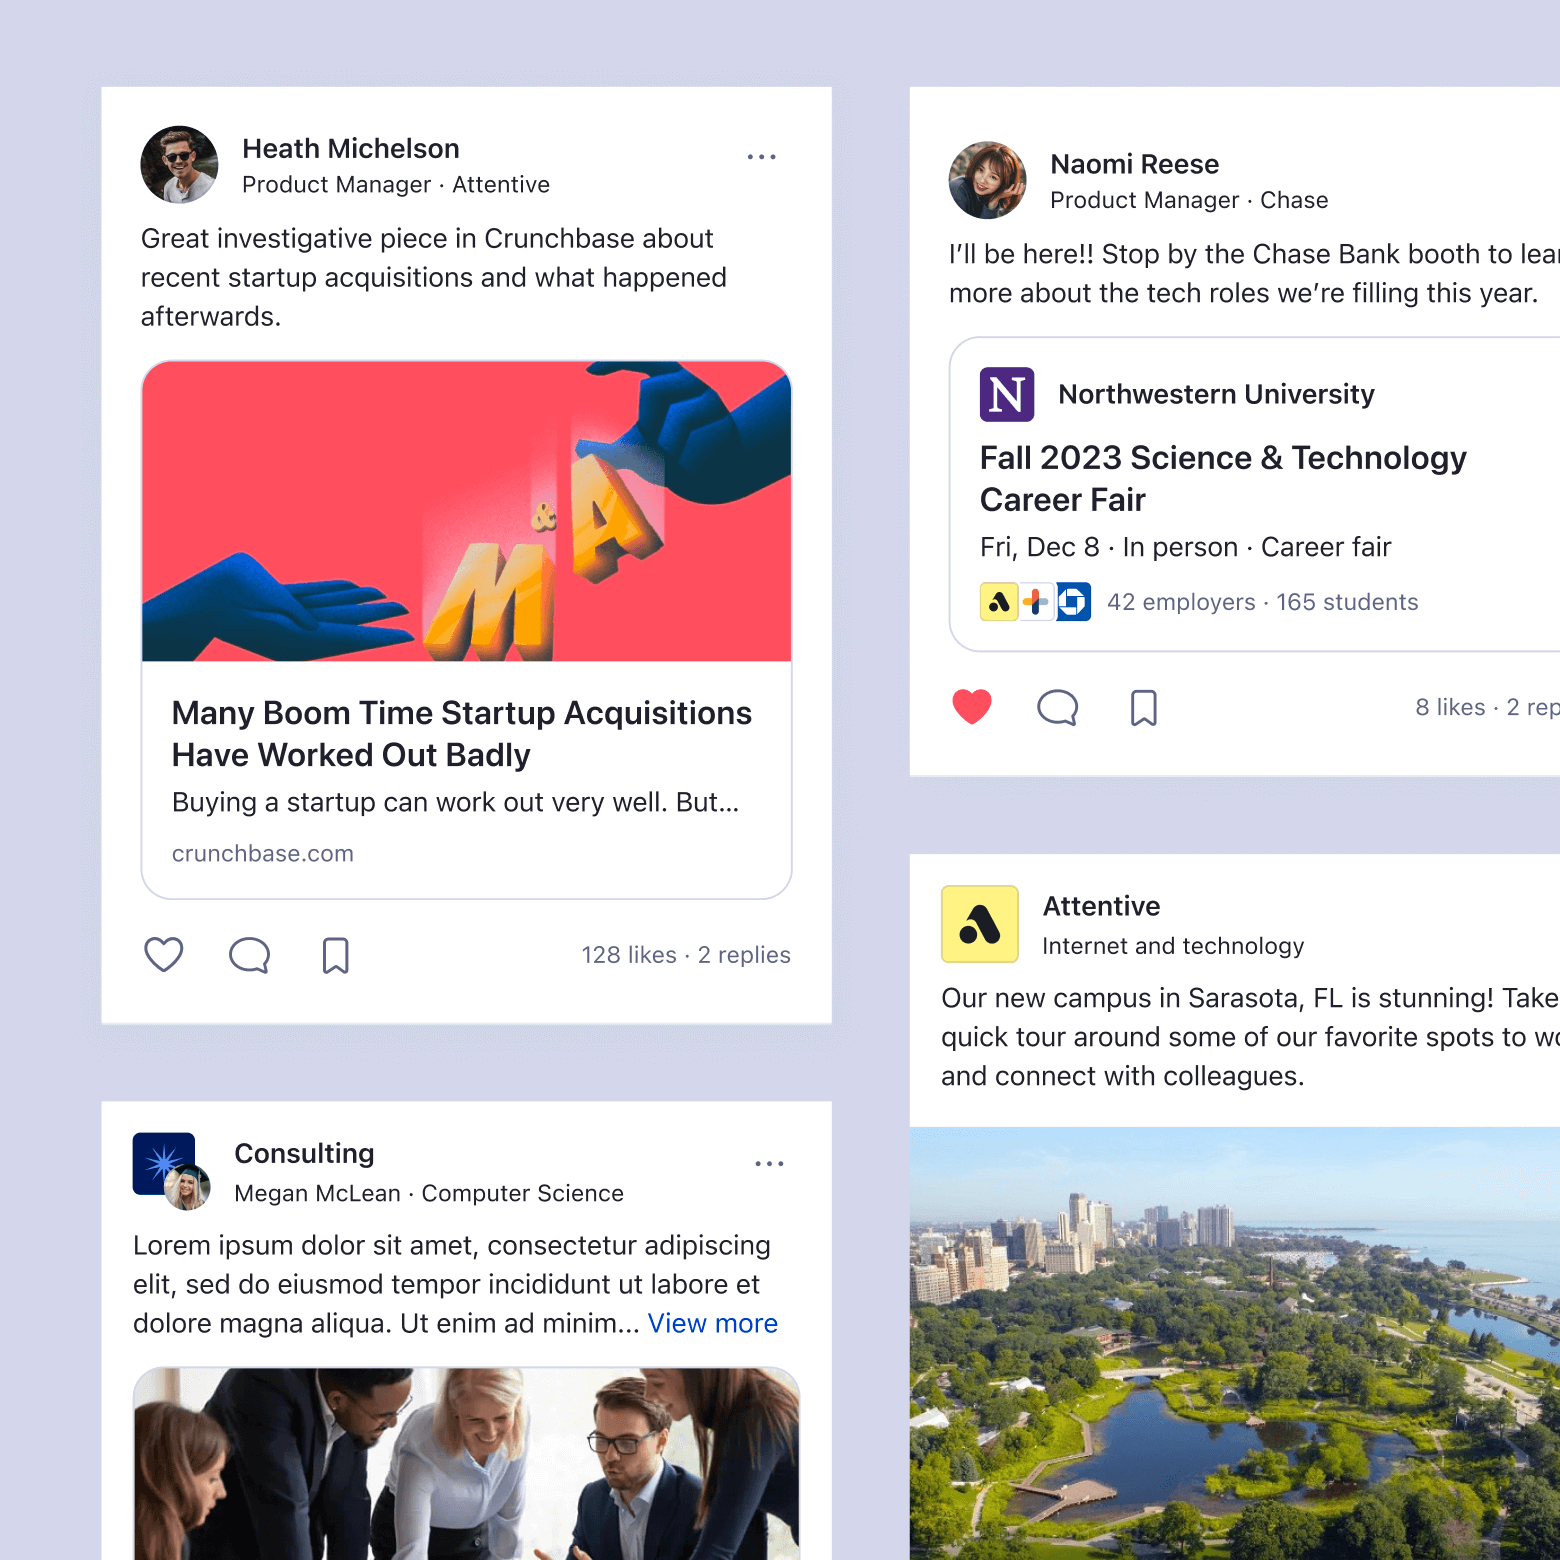 Heath Michelson
Product Manager · Attentive
Great investigative piece in Crunchbase about
recent startup acquisitions and what happened
afterwards.
M & A
Many Boom Time Startup Acquisitions
Have Worked Out Badly
Buying a startup can work out very well. But...
crunchbase.com
128 likes · 2 replies
Consulting
Megan McLean · Computer Science
Lorem ipsum dolor sit amet, consectetur adipiscing
elit, sed do eiusmod tempor incididunt ut labore et
dolore magna aliqua. Ut enim ad minim... View more
Naomi Reese
Product Manager · Chase
I’ll be here!! Stop by the Chase Bank booth to
more about the tech roles we’re filling this year.
N
Northwestern University
Fall 2023 Science & Technology
Career Fair
Fri, Dec 8 · In person · Career fair
42 employers · 165 students
8 likes · 2
Attentive
Internet and technology
Our new campus in Sarasota, FL is stunning! Take
quick tour around some of our favorite spots to
and connect with colleagues.